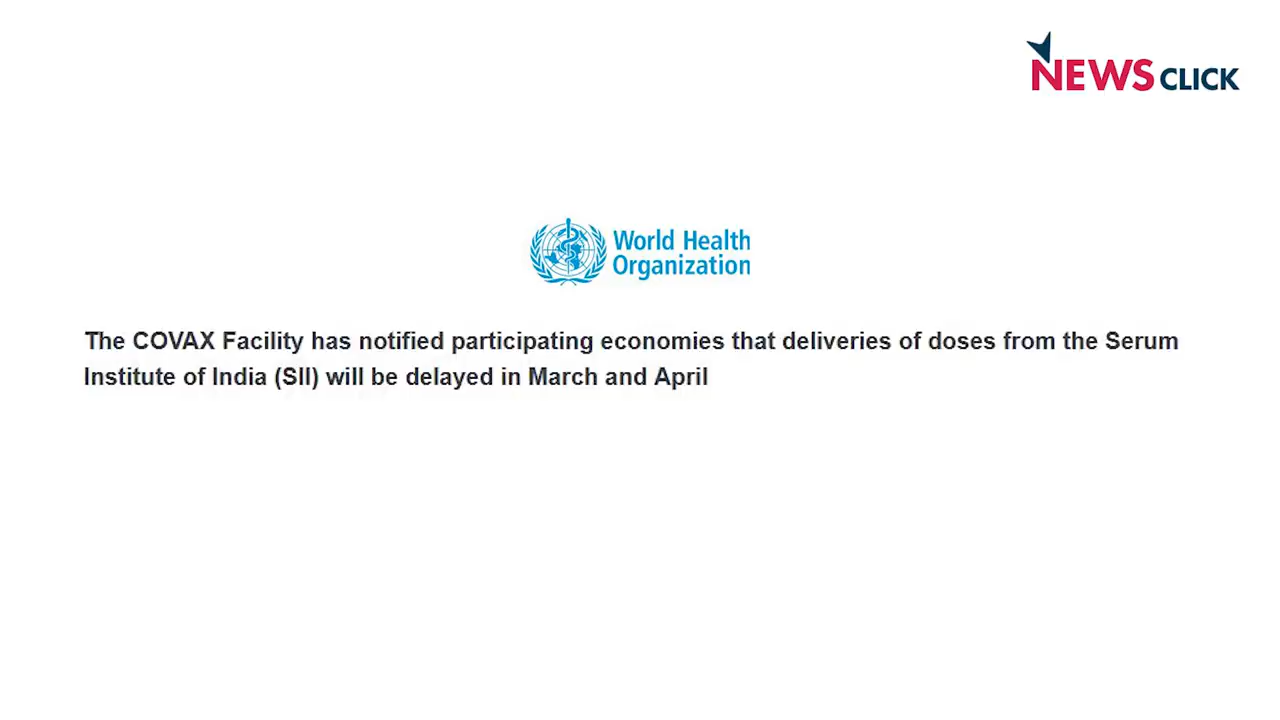 NEWS CLICK
World Health
Organization
The COVAX Facility has notified participating economies that deliveries of doses from the Serum
Institute of India (SII) will be delayed in March and April